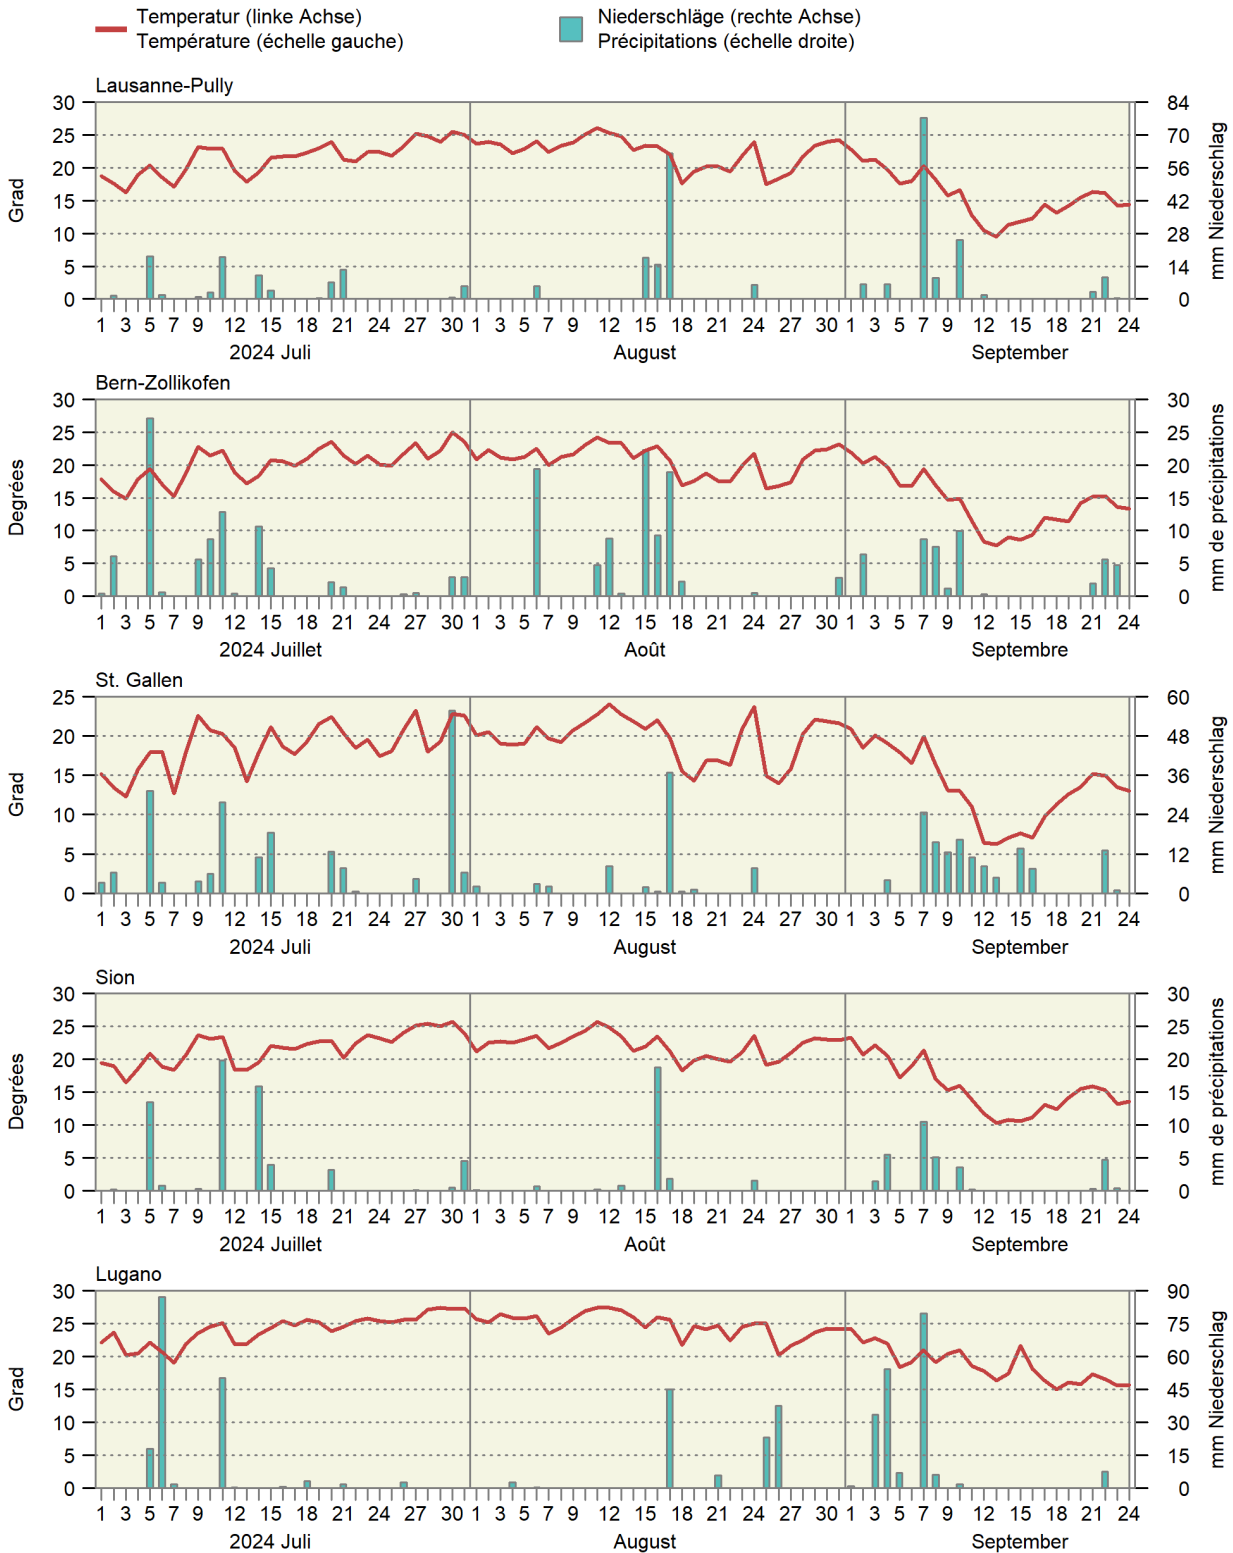 Temperatur (linke Achse)
Température (échelle gauche)
Niederschläge (rechte Achse)
Précipitations (échelle droite)
Lausanne-Pully
30 25 20 15 10 5 0
Grad
84 70 56 42 28 14 0
mm Niederschlag
1 3 5 7 9 12 15 18 21 24 27 30 1 3 5 7 9 12 15 18 21 24 27 30 1 3 5 7 9 12 15 18 21 24
2024 Juli August September
Bern-Zollikofen
30 25 20 15 10 5 0
Degrées
30 25 20 15 10 5 0
mm de précipitations
1 3 5 7 9 12 15 18 21 24 27 30 1 3 5 7 9 12 15 18 21 24 27 30 1 3 5 7 9 12 15 18 21 24
2024 Juillet Août Septembre
St. Gallen
25 20 15 10 5 0
Grad
60 48 36 24 12 0
mm Niederschlag
1 3 5 7 9 12 15 18 21 24 27 30 1 3 5 7 9 12 15 18 21 24 27 30 1 3 5 7 9 12 15 18 21 24
2024 Juli August September
Sion
30 25 20 15 10 5 0
Degrées
30 25 20 15 10 5 0
mm de précipitations
1 3 5 7 9 12 15 18 21 24 27 30 1 3 5 7 9 12 15 18 21 24 27 30 1 3 5 7 9 12 15 18 21 24
2024 Juillet Août Septembre
Lugano
30 25 20 15 10 5 0
Grad
90 75 60 45 30 15 0
mm Niederschlag
1 3 5 7 9 12 15 18 21 24 27 30 1 3 5 7 9 12 15 18 21 24 27 30 1 3 5 7 9 12 15 18 21 24
2024 Juli August September